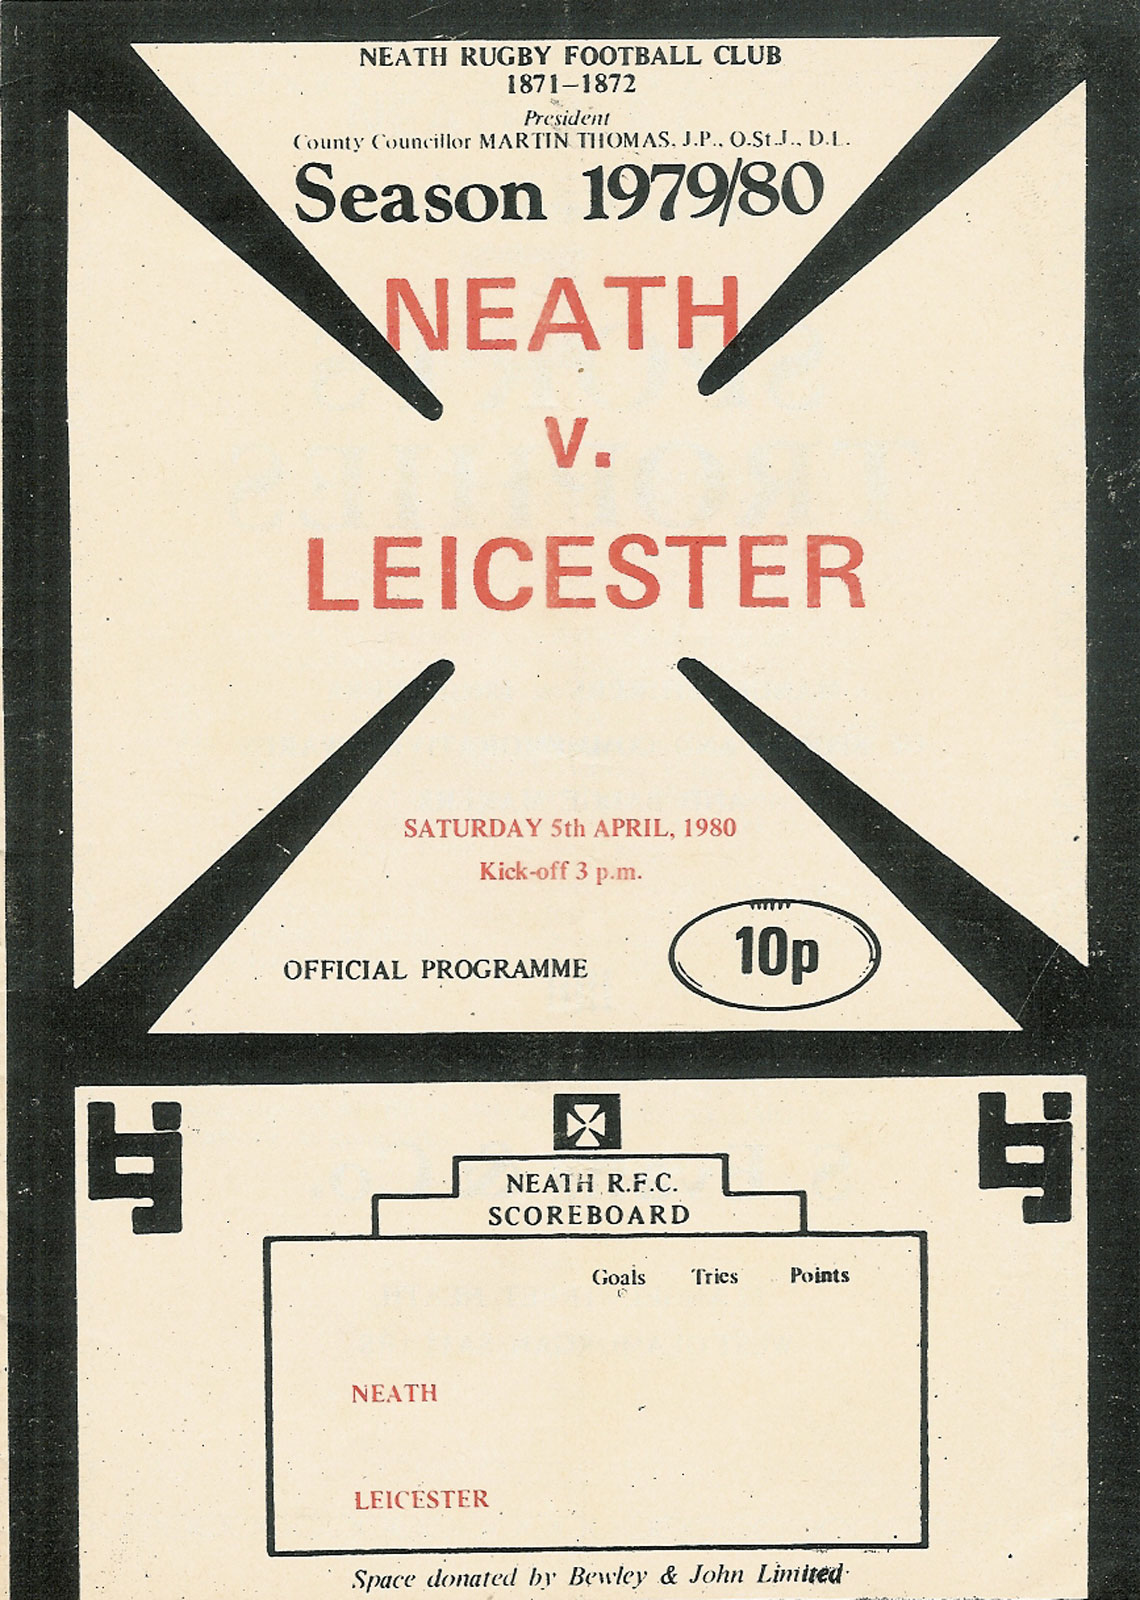 NEATH RUGBY FOOTBALL CLUB
1871–1872
President
County Councillor MARTIN THOMAS, J.P., O.St.J., D.L.
Season 1979/80
NEATH
v.
LEICESTER
SATURDAY 5th APRIL, 1980
Kick-off 3 p.m.
OFFICIAL PROGRAMME
10p
bj
bj
NEATH R.F.C.
SCOREBOARD
Goals Tries Points
NEATH
LEICESTER
Space donated by Bewley & John Limited